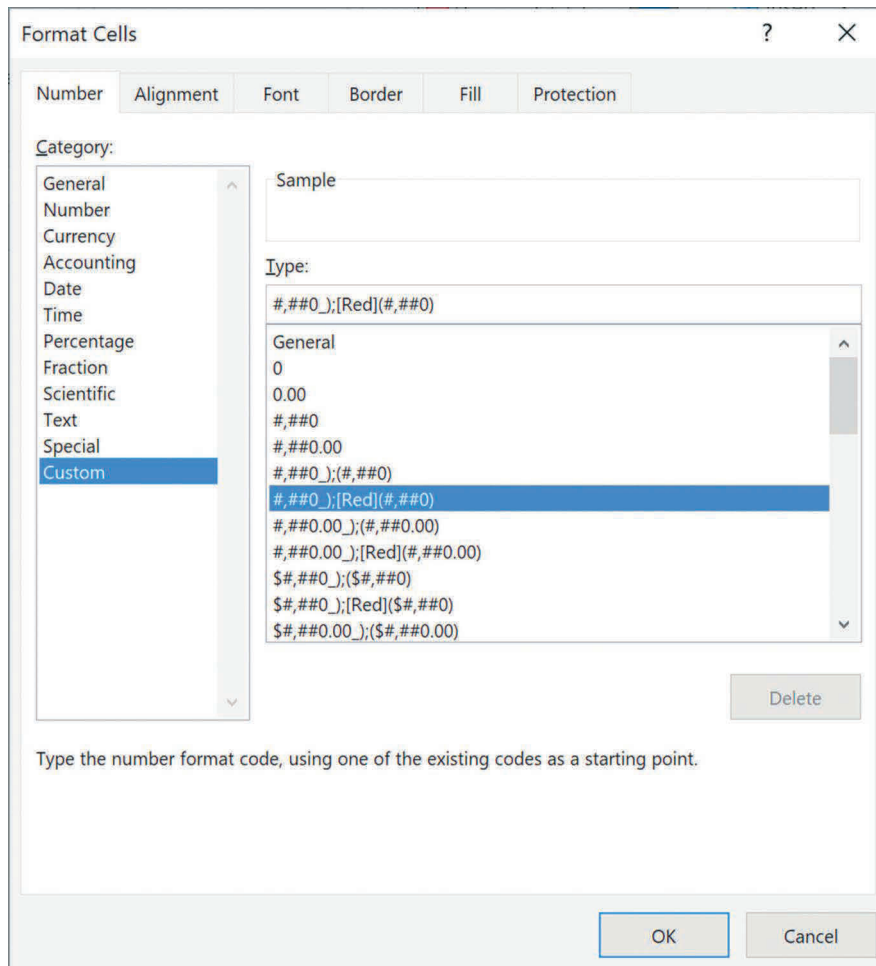 Format Cells
?
Number Alignment Font Border Fill Protection
Category:
General
Number
Currency
Accounting
Date
Time
Percentage
Fraction
Scientific
Text
Special
Custom
Sample
Type:
#,##0_);[Red](#,##0)
General
0
0.00
#,##0
#,##0.00
#,##0_);(#,##0)
#,##0_);[Red](#,##0)
#,##0.00_);(#,##0.00)
#,##0.00_);[Red](#,##0.00)
$#,##0_);($#,##0)
$#,##0_);[Red]($#,##0)
$#,##0.00_);($#,##0.00)
Delete
Type the number format code, using one of the existing codes as a starting point.
OK Cancel